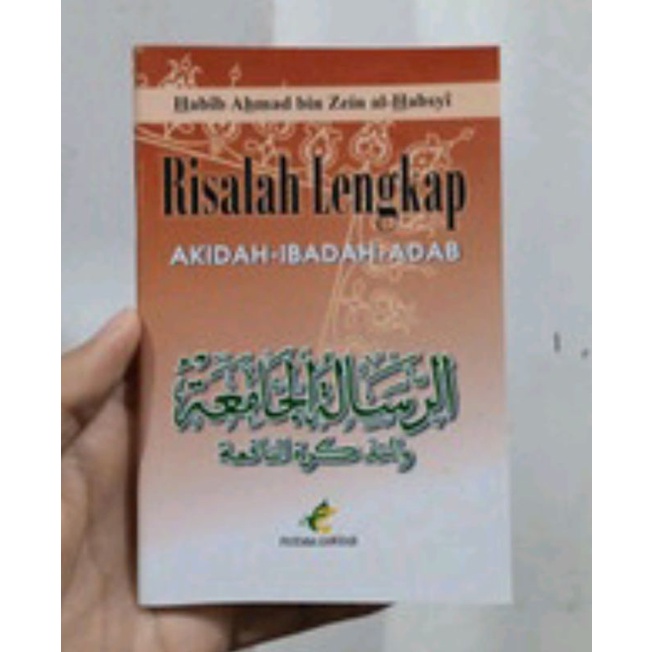 Habib Ahmad bin Zein al-Habsyi
Risalah Lengkap
AKIDAH-IBADAH-ADAB
الرسالة الجامعة
والتذكرة النافعة